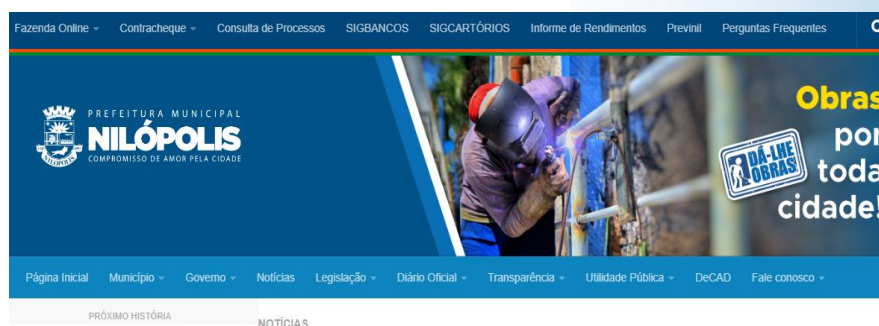 Fazenda Online Contracheque Consulta de Processos SIGBANCOS SIGCARTÓRIOS Informe de Rendimentos Previnil Perguntas Frequentes
PREFEITURA MUNICIPAL
NILÓPOLIS
COMPROMISSO DE AMOR PELA CIDADE
NILÓPOLIS
DÁ-LHE
OBRAS
Obras
por
toda
cidade!
Página Inicial Município Governo Notícias Legislação Diário Oficial Transparência Utilidade Pública DeCAD Fale conosco
PRÓXIMO HISTÓRIA
NOTÍCIAS